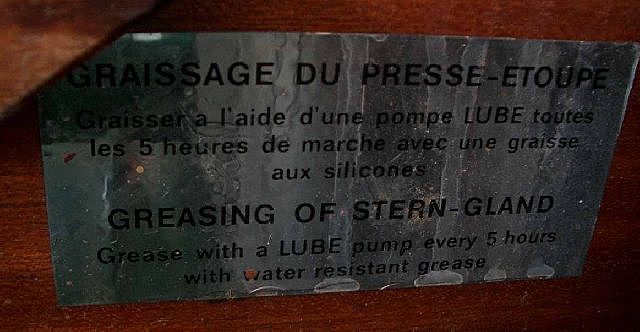 GRAISSAGE DU PRESSE-ETOUPE
Graisser a l'aide d'une pompe LUBE toutes
les 5 heures de marche avec une graisse
aux silicones
GREASING OF STERN-GLAND
Grease with a LUBE pump every 5 hours
with water resistant grease